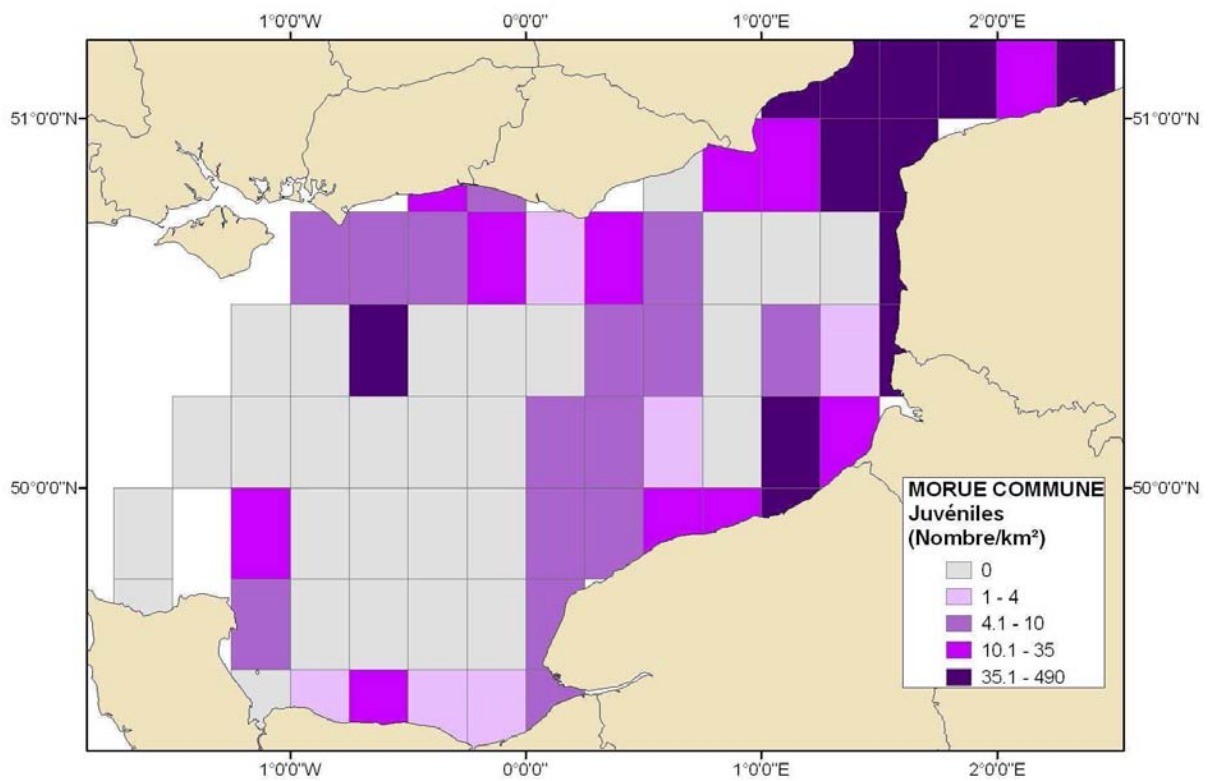 1°0'0"W 0°0'0" 1°0'0"E 2°0'0"E
51°0'0"N 51°0'0"N
50°0'0"N 50°0'0"N
MORUE COMMUNE
Juvéniles
(Nombre/km²)
0
1 - 4
4.1 - 10
10.1 - 35
35.1 - 490
1°0'0"W 0°0'0" 1°0'0"E 2°0'0"E